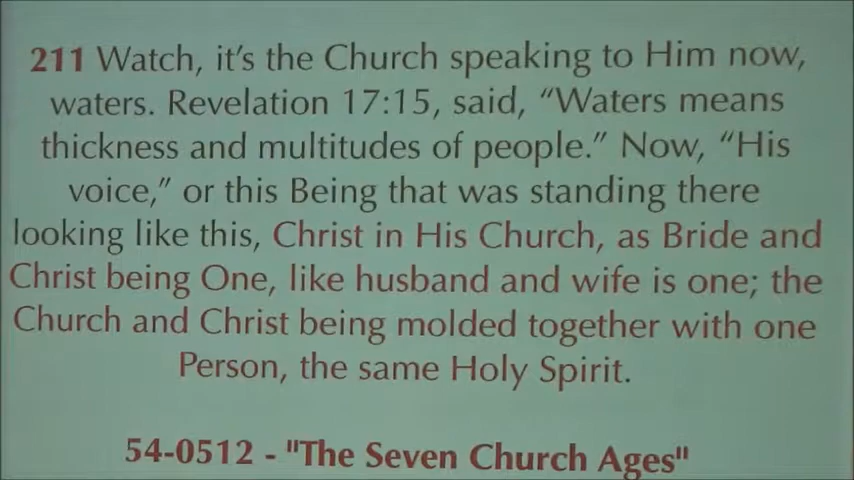 211 Watch, it's the Church speaking to Him now,
waters. Revelation 17:15, said, "Waters means
thickness and multitudes of people." Now, "His
voice," or this Being that was standing there
looking like this, Christ in His Church, as Bride and
Christ being One, like husband and wife is one; the
Church and Christ being molded together with one
Person, the same Holy Spirit.
54-0512 - "The Seven Church Ages"